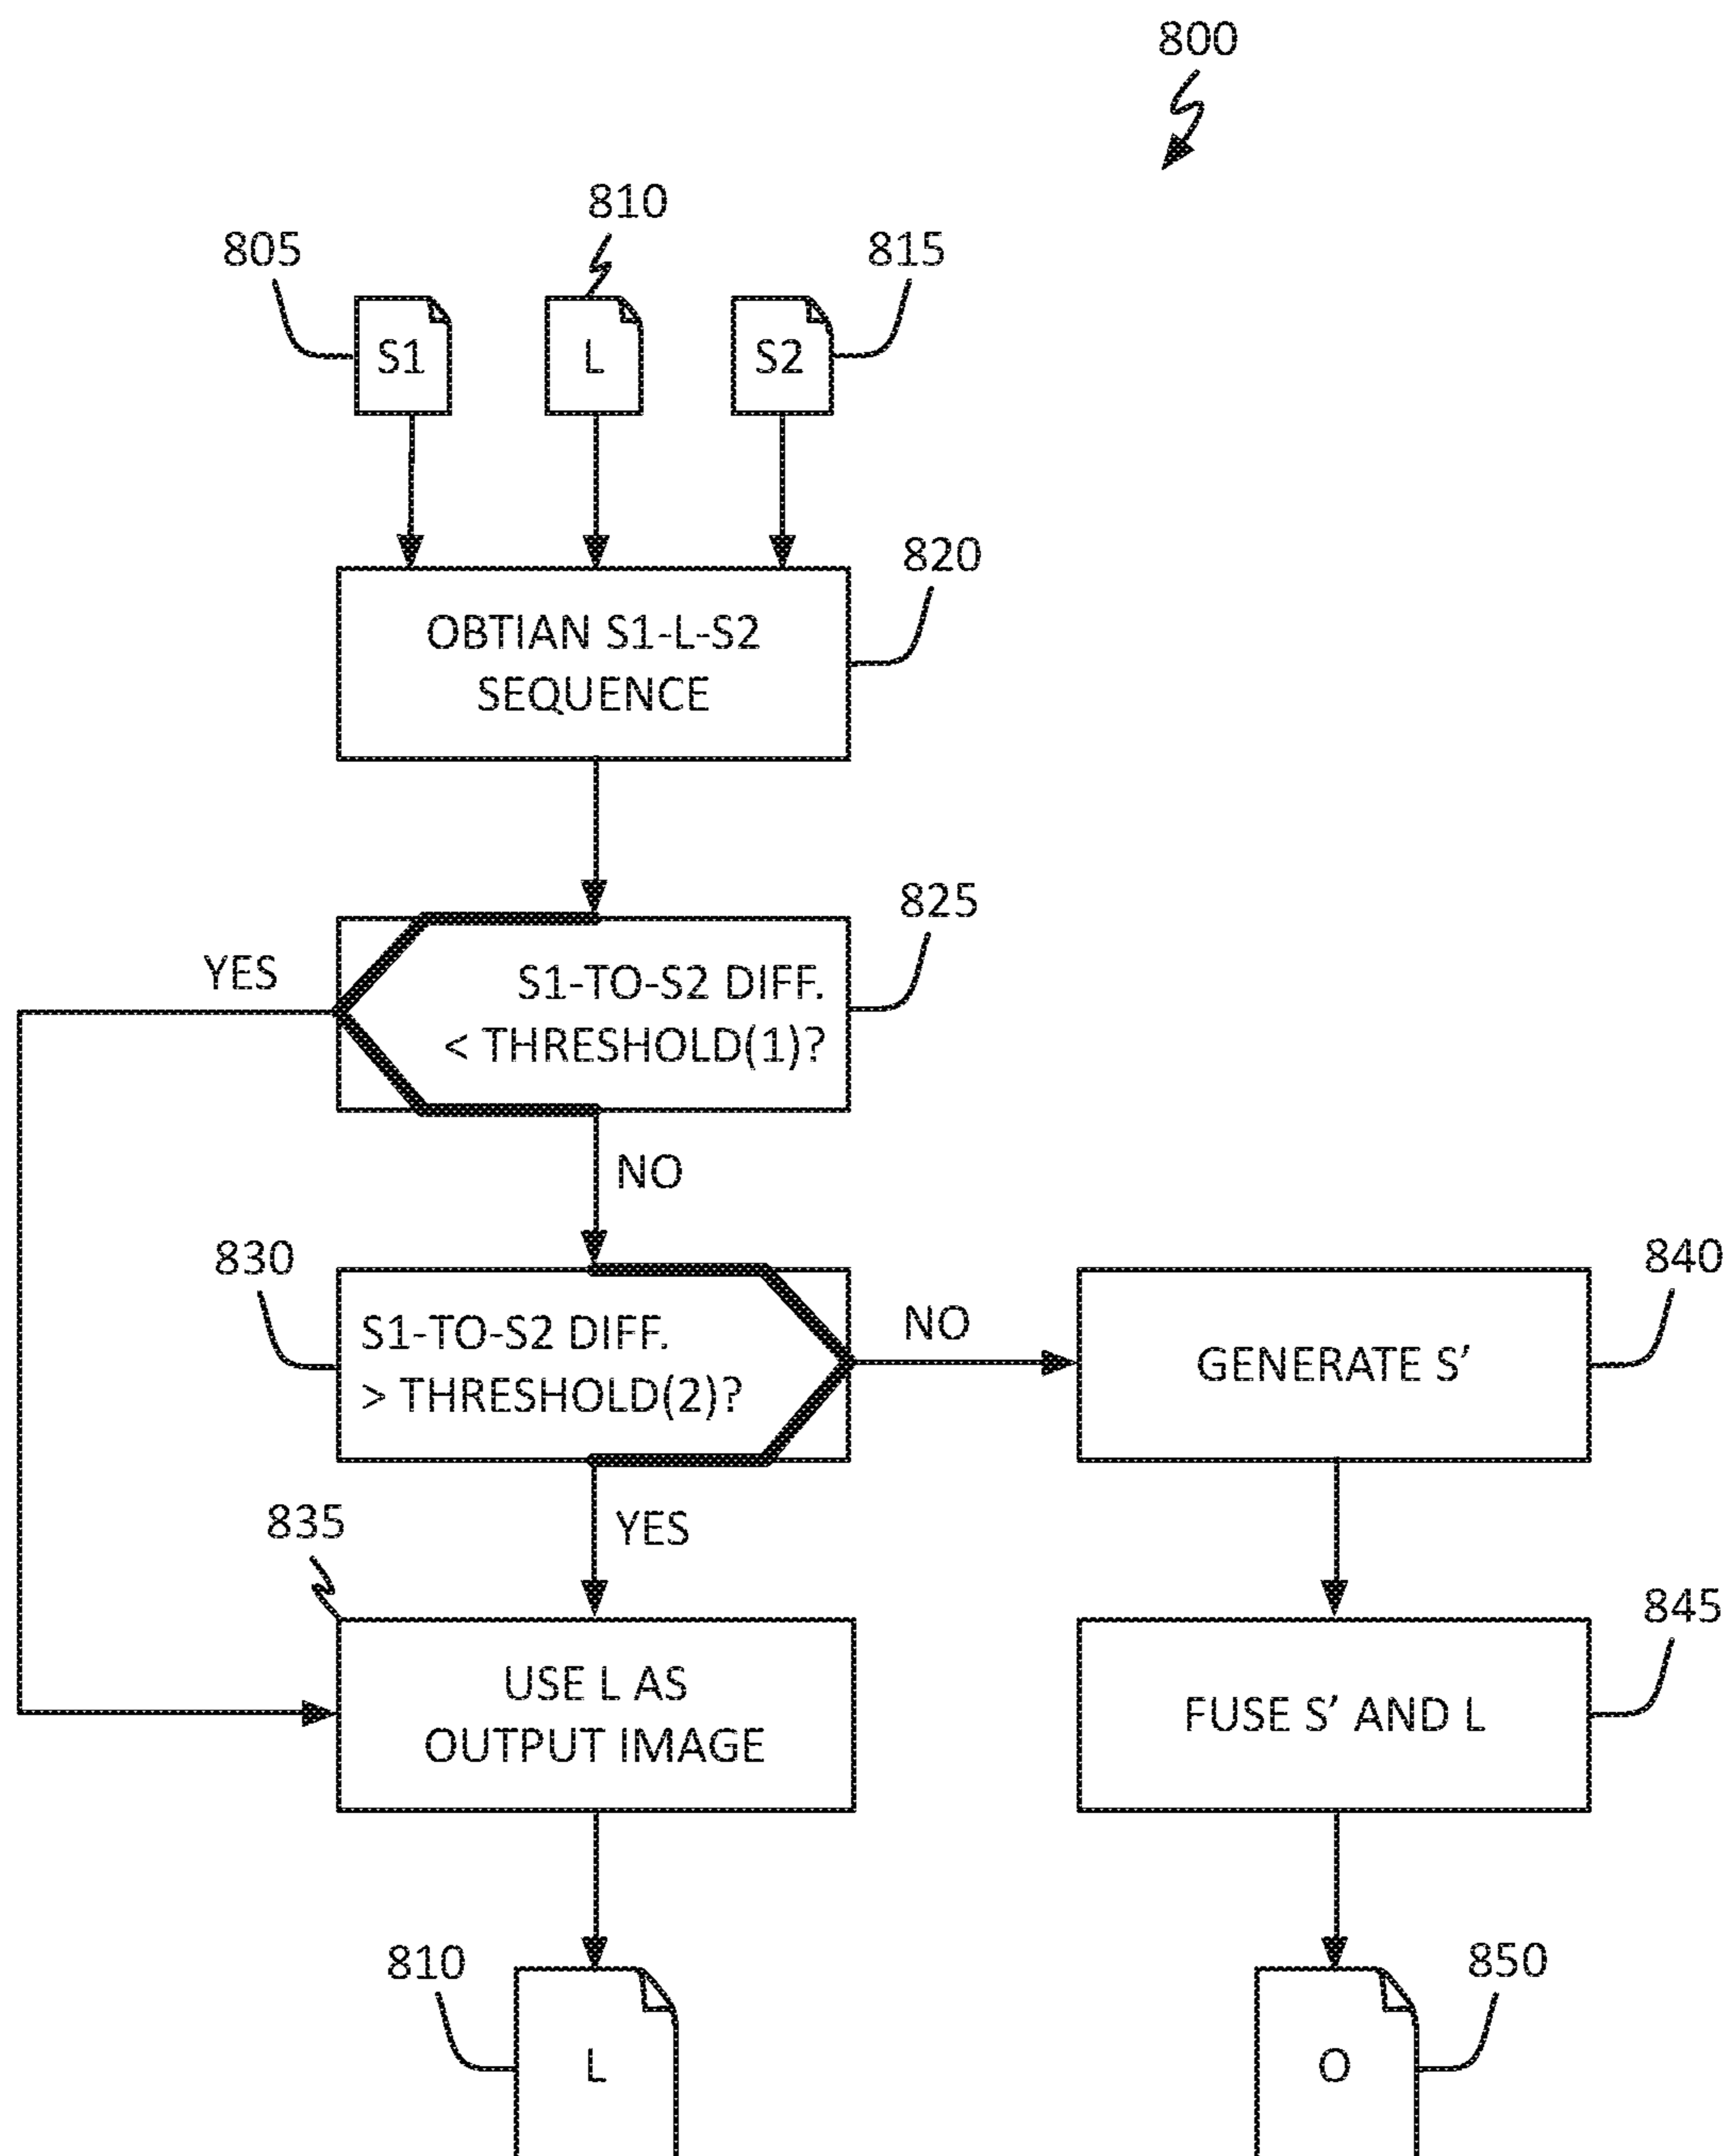 800
810
805
815
S1
L
S2
820
OBTIAN S1-L-S2
SEQUENCE
825
YES
S1-TO-S2 DIFF.
< THRESHOLD(1)?
NO
830
840
S1-TO-S2 DIFF.
> THRESHOLD(2)?
NO
GENERATE S'
835
YES
845
USE L AS
OUTPUT IMAGE
FUSE S' AND L
810
850
L
O